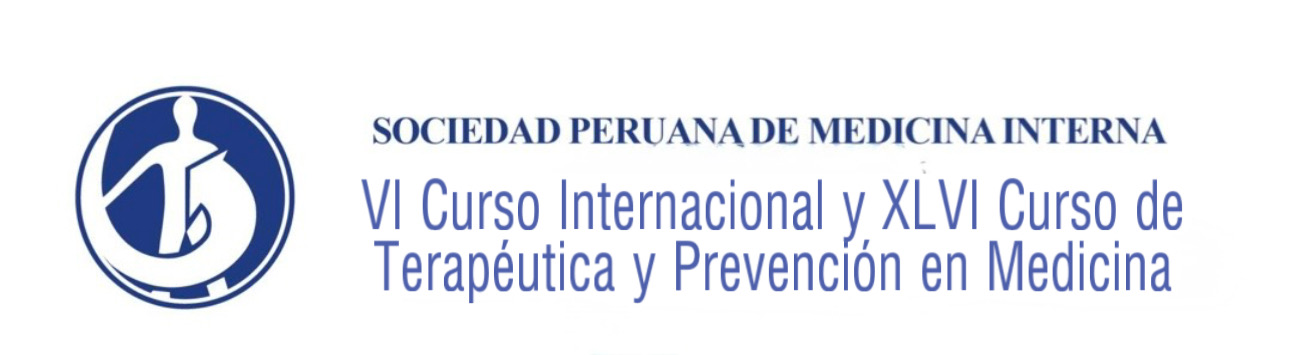 SOCIEDAD PERUANA DE MEDICINA INTERNA
VI Curso Internacional y XLVI Curso de
Terapéutica y Prevención en Medicina